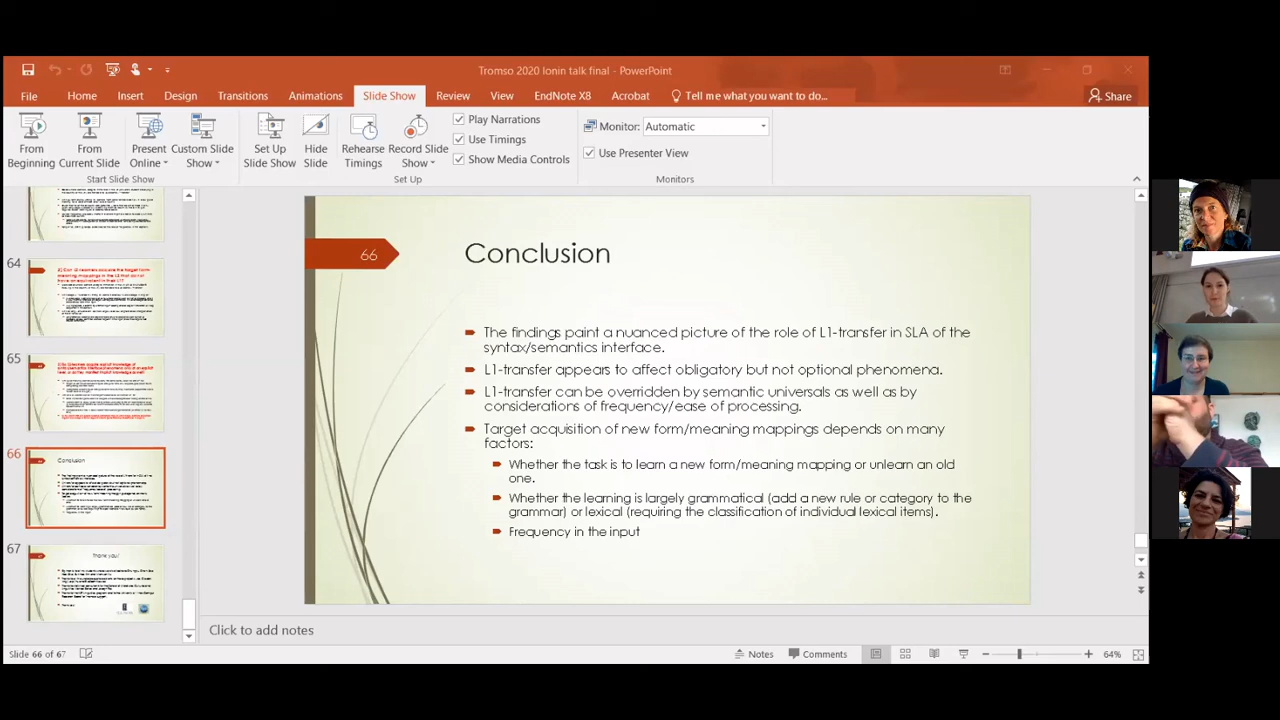 Tromso 2020 Ionin talk final - PowerPoint
File Home Insert Design Transitions Animations Slide Show Review View EndNote X8 Acrobat Tell me what you want to do... Share
From Beginning
From Current Slide
Present Online
Custom Slide Show
Set Up Slide Show
Hide Slide
Rehearse Timings
Record Slide Show
Play Narrations
Use Timings
Show Media Controls
Monitor: Automatic
Use Presenter View
Start Slide Show
Set Up
Monitors
64
65
66
Conclusion
67
Thank you!
66
Conclusion
The findings paint a nuanced picture of the role of L1-transfer in SLA of the
syntax/semantics interface.
L1-transfer appears to affect obligatory but not optional phenomena.
L1-transfer can be overridden by semantic universals as well as by
considerations of frequency/ease of processing.
Target acquisition of new form/meaning mappings depends on many
factors:
Whether the task is to learn a new form/meaning mapping or unlearn an old
one.
Whether the learning is largely grammatical (add a new rule or category to the
grammar) or lexical (requiring the classification of individual lexical items).
Frequency in the input
Click to add notes
Slide 66 of 67
Notes Comments 64%